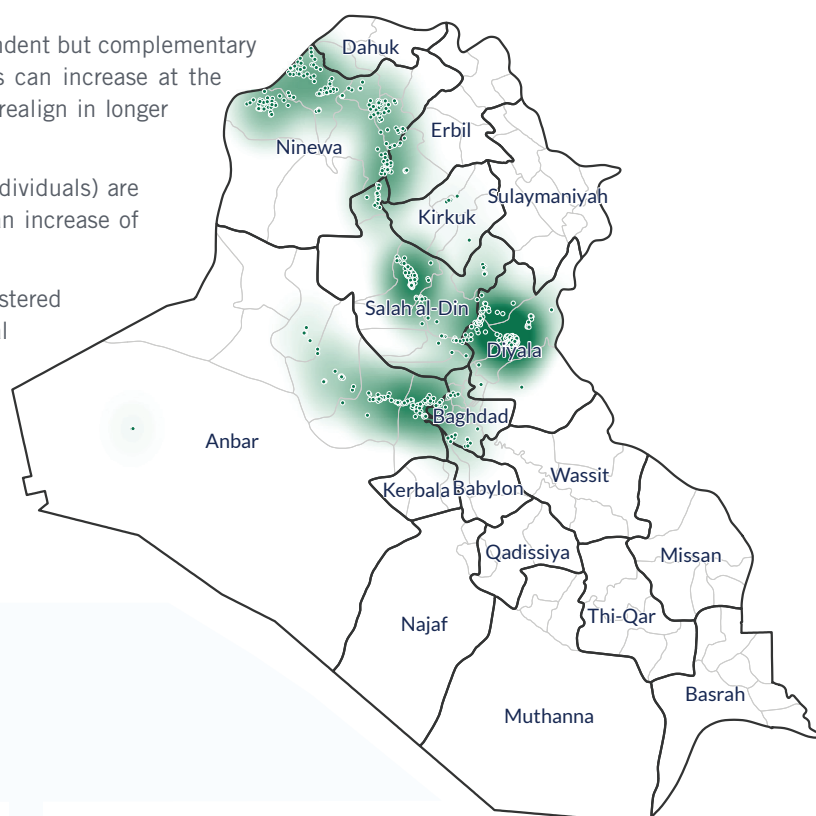 ndent but complementary
s can increase at the
realign in longer
dividuals) are
an increase of
stered
l
Dahuk
Erbil
Ninewa
Sulaymaniyah
Kirkuk
Salah al-Din
Diyala
Baghdad
Anbar
Wassit
Kerbala
Babylon
Qadissiya
Missan
Najaf
Thi-Qar
Basrah
Muthanna